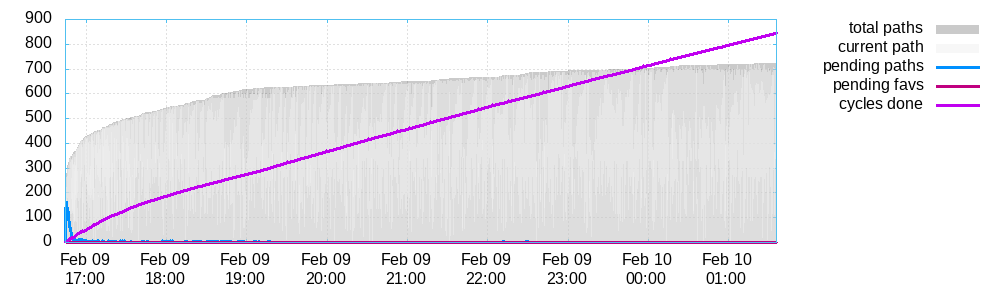 900
800
700
600
500
400
300
200
100
0
Feb 09 Feb 09 Feb 09 Feb 09 Feb 09 Feb 09 Feb 09 Feb 10 Feb 10
17:00 18:00 19:00 20:00 21:00 22:00 23:00 00:00 01:00
total paths
current path
pending paths
pending favs
cycles done